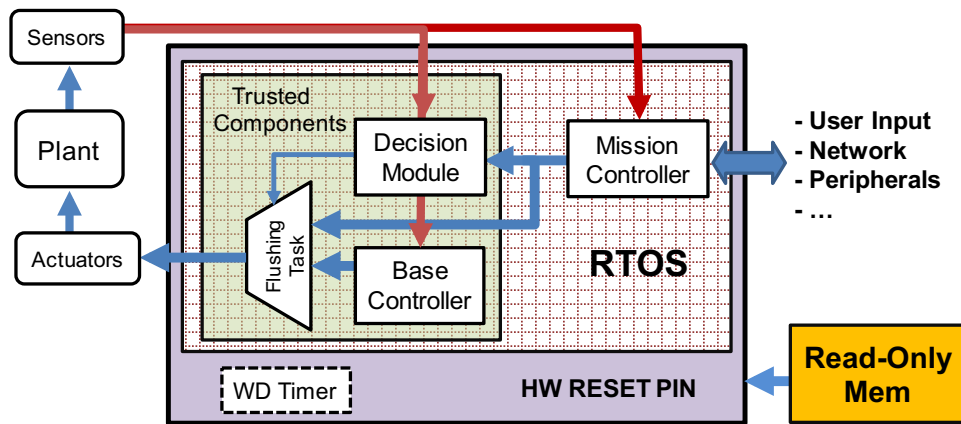 Sensors
Plant
Actuators
Trusted
Components
Decision
Module
Mission
Controller
Flushing
Task
Base
Controller
RTOS
- User Input
- Network
- Peripherals
- …
WD Timer
HW RESET PIN
Read-Only
Mem